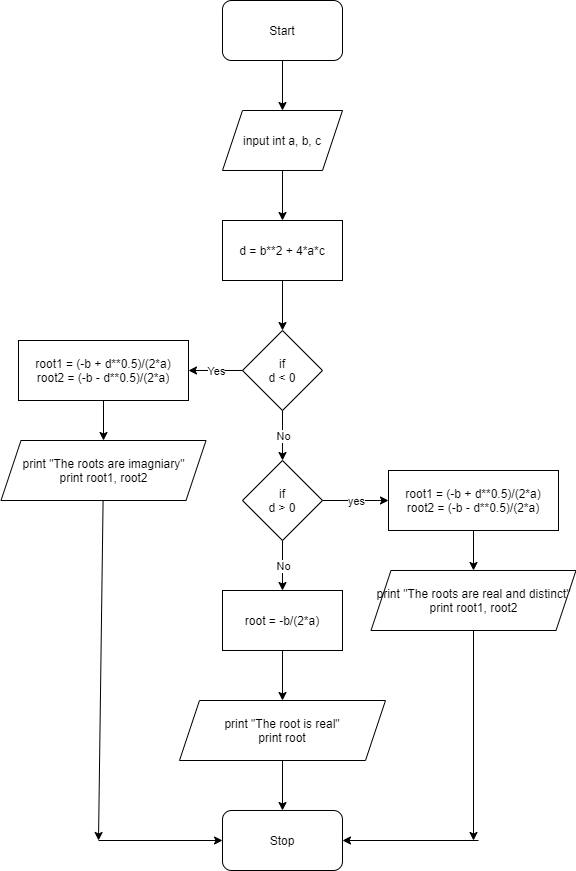 Start
input int a, b, c
d = b**2 + 4*a*c
if
d < 0
Yes
root1 = (-b + d**0.5)/(2*a)
root2 = (-b - d**0.5)/(2*a)
print "The roots are imagniary"
print root1, root2
No
if
d > 0
yes
root1 = (-b + d**0.5)/(2*a)
root2 = (-b - d**0.5)/(2*a)
print "The roots are real and distinct"
print root1, root2
No
root = -b/(2*a)
print "The root is real"
print root
Stop